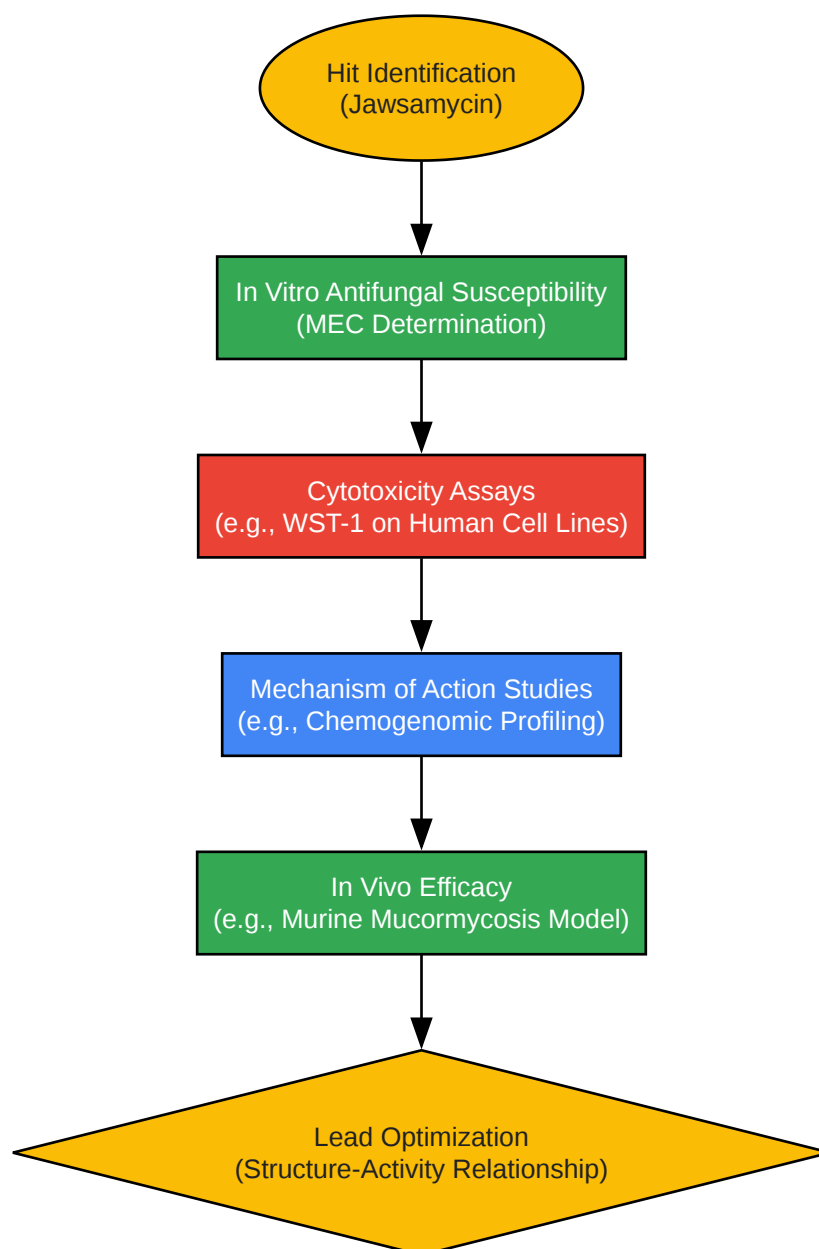 Hit Identification
(Jawsamycin)
In Vitro Antifungal Susceptibility
(MEC Determination)
Cytotoxicity Assays
(e.g., WST-1 on Human Cell Lines)
Mechanism of Action Studies
(e.g., Chemogenomic Profiling)
In Vivo Efficacy
(e.g., Murine Mucormycosis Model)
Lead Optimization
(Structure-Activity Relationship)